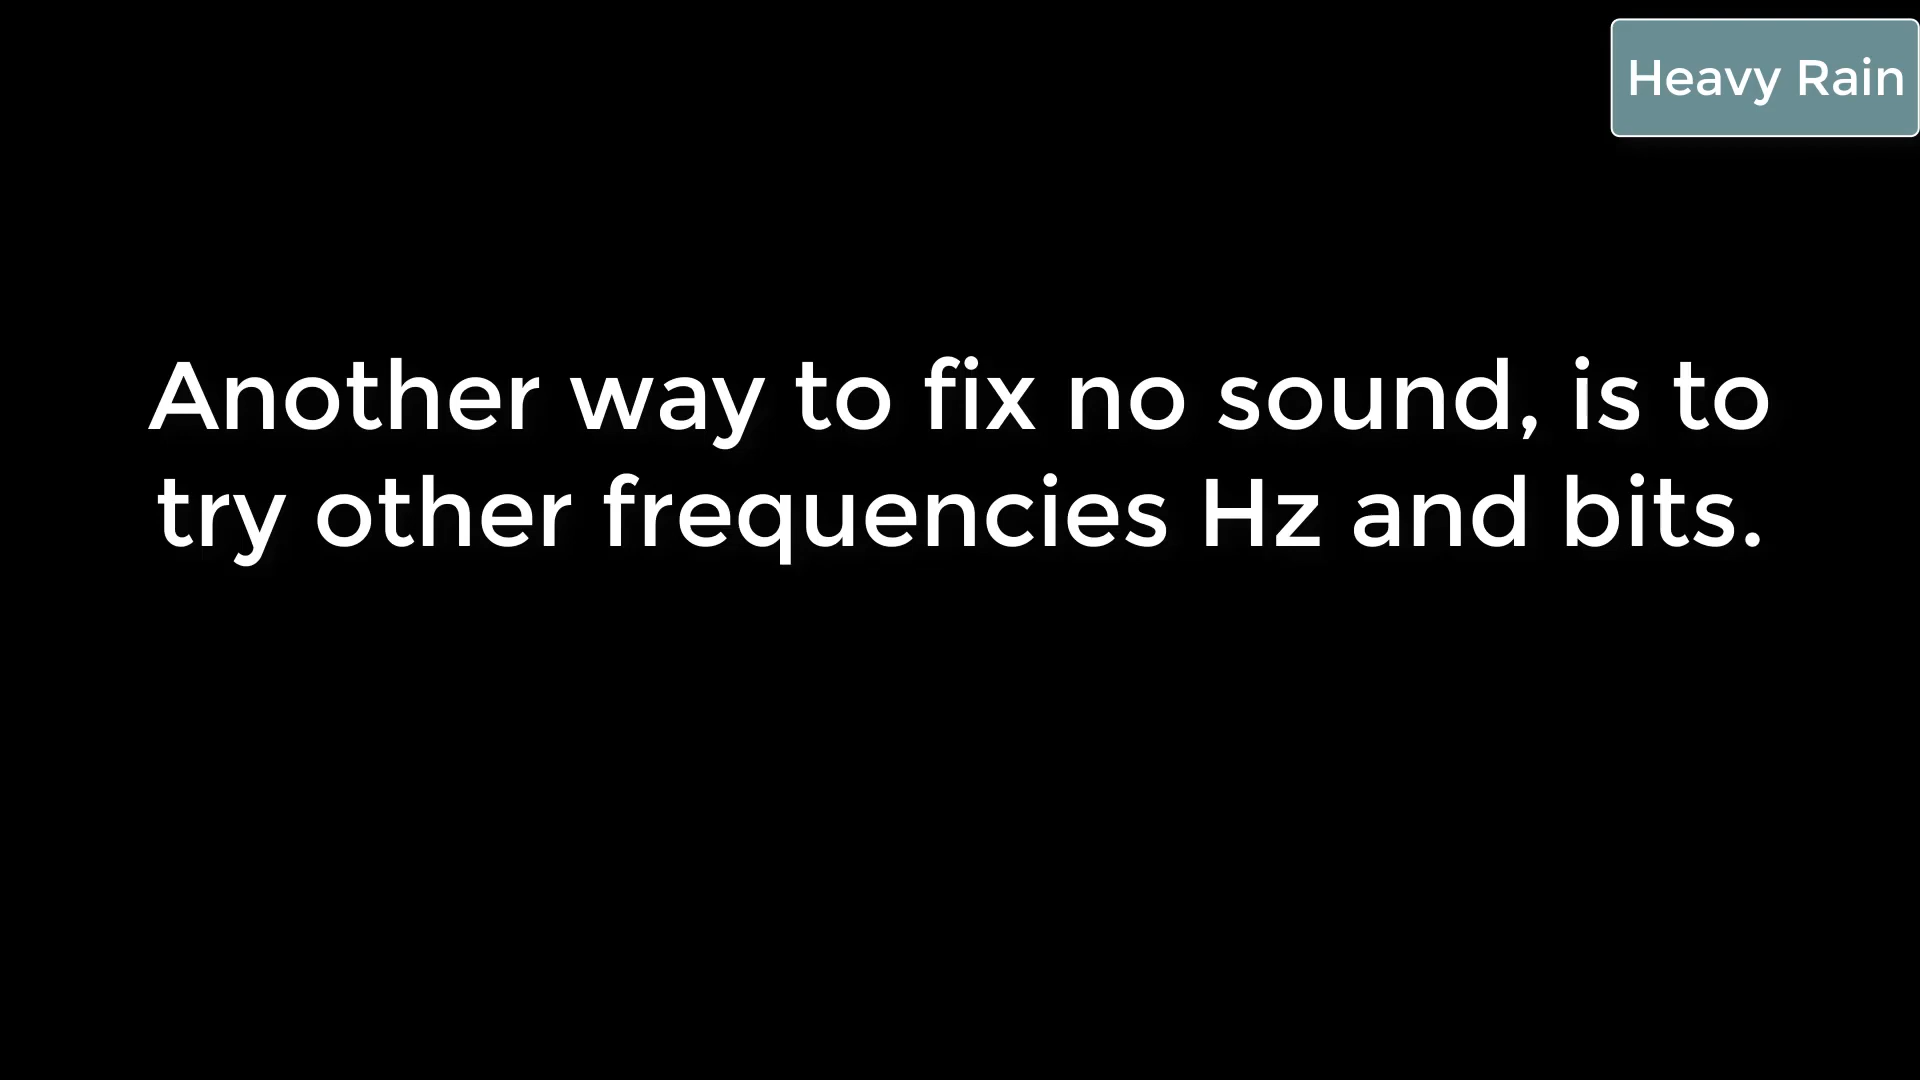 Heavy Rain
Another way to fix no sound, is to
try other frequencies Hz and bits.